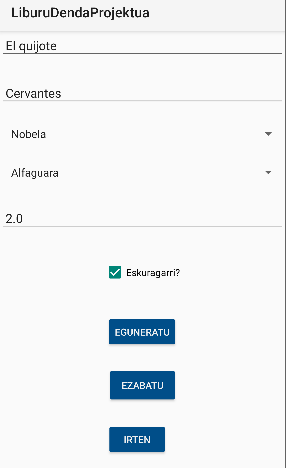 LiburuDendaProjektua
El quijote
Cervantes
Nobela
Alfaguara
2.0
Eskuragarri?
EGUNERATU
EZABATU
IRTEN